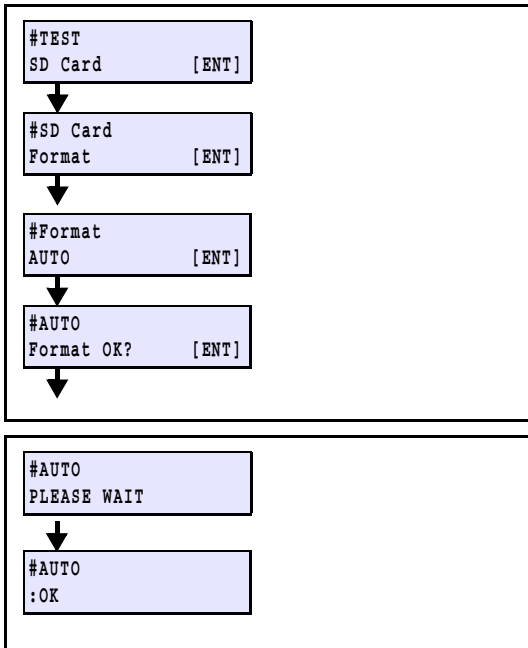 #TEST
SD Card [ENT]
#SD Card
Format [ENT]
#Format
AUTO [ENT]
#AUTO
Format OK? [ENT]
#AUTO
PLEASE WAIT
#AUTO
:OK